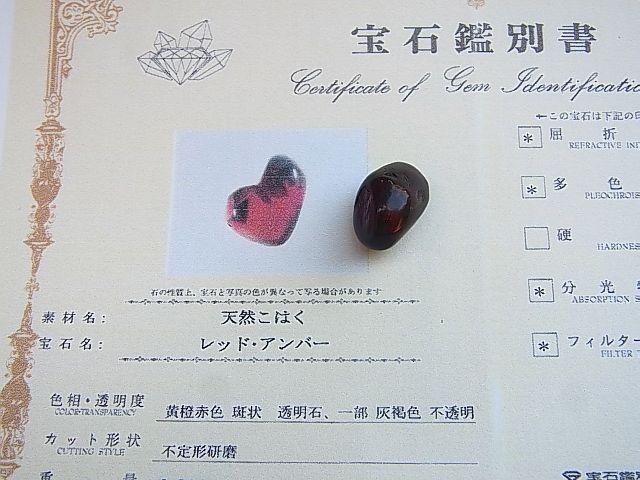 宝石鑑別書
Certificate of Gem Identification
←この宝石は下記の
* 屈 折
REFRACTIVE
* 多 色
硬
HARDNESS
* 分 光
ABSORPTION
* フィルター
FILTER
石の性質上、宝石と写真の色が異なって写る場合があります
素材名: 天然こはく
宝石名: レッド・アンバー
色相・透明度 黄橙赤色 斑状 透明石、一部 灰褐色 不透明
COLOR·TRANSPARENCY
カット形状 不定形研磨
CUTTING STYLE
重 量